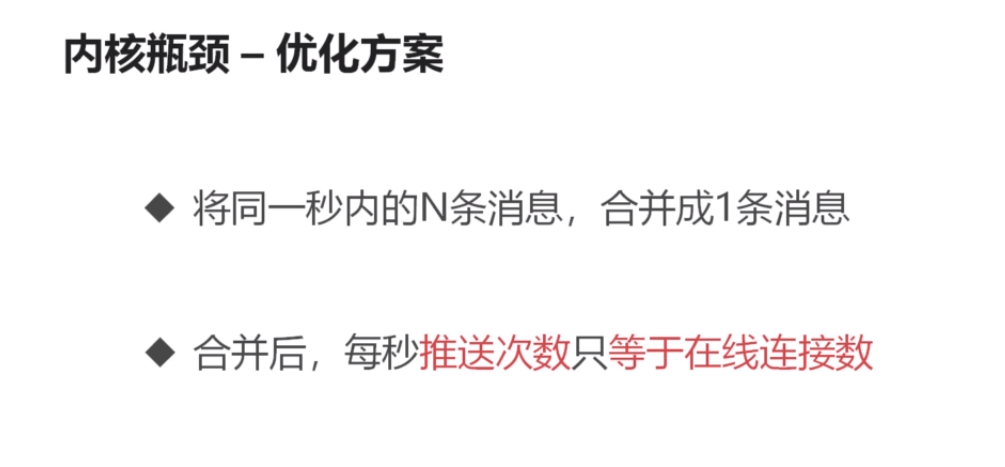 内核瓶颈 – 优化方案
◆ 将同一秒内的N条消息，合并成1条消息
◆ 合并后，每秒推送次数只等于在线连接数